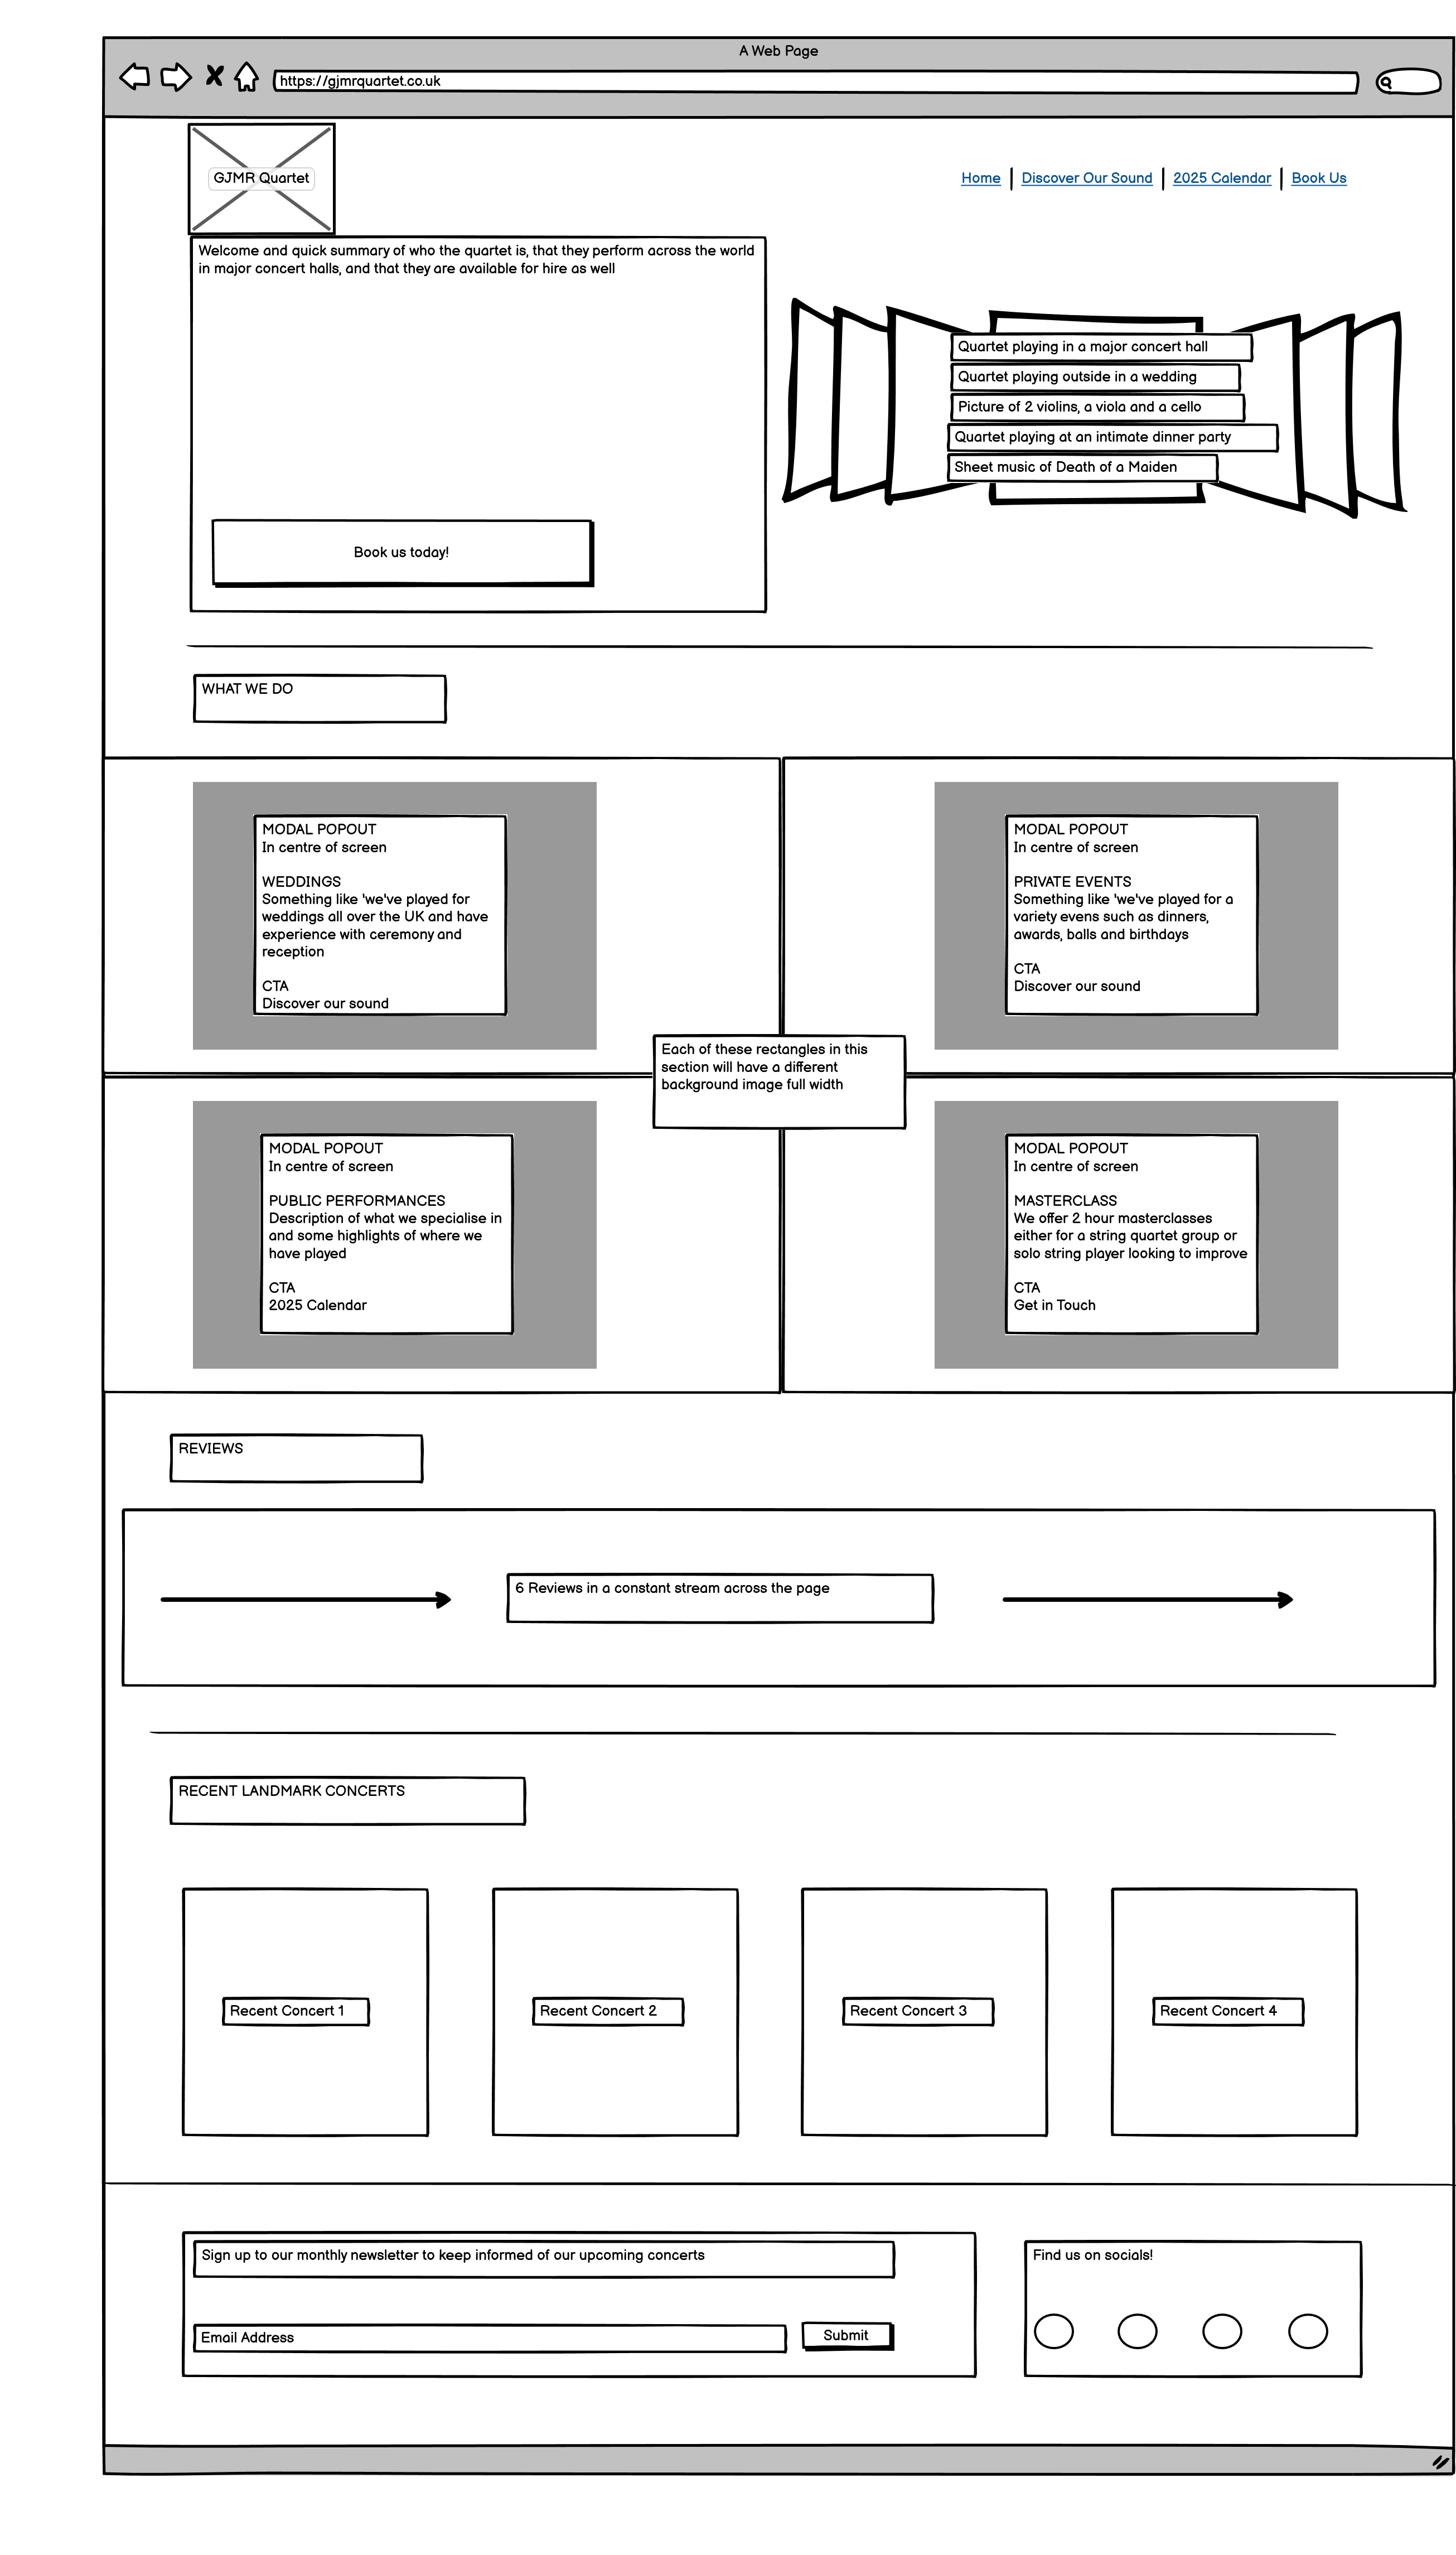 A Web Page
https://gjmrquartet.co.uk
GJMR Quartet
Home
Discover Our Sound
2025 Calendar
Book Us
Welcome and quick summary of who the quartet is, that they perform across the world
in major concert halls, and that they are available for hire as well
Quartet playing in a major concert hall
Quartet playing outside in a wedding
Picture of 2 violins, a viola and a cello
Quartet playing at an intimate dinner party
Sheet music of Death of a Maiden
Book us today!
WHAT WE DO
MODAL POPOUT
In centre of screen
WEDDINGS
Something like 'we've played for
weddings all over the UK and have
experience with ceremony and
reception
CTA
Discover our sound
MODAL POPOUT
In centre of screen
PRIVATE EVENTS
Something like 'we've played for a
variety evens such as dinners,
awards, balls and birthdays
CTA
Discover our sound
Each of these rectangles in this
section will have a different
background image full width
MODAL POPOUT
In centre of screen
PUBLIC PERFORMANCES
Description of what we specialise in
and some highlights of where we
have played
CTA
2025 Calendar
MODAL POPOUT
In centre of screen
MASTERCLASS
We offer 2 hour masterclasses
either for a string quartet group or
solo string player looking to improve
CTA
Get in Touch
REVIEWS
6 Reviews in a constant stream across the page
RECENT LANDMARK CONCERTS
Recent Concert 1
Recent Concert 2
Recent Concert 3
Recent Concert 4
Sign up to our monthly newsletter to keep informed of our upcoming concerts
Email Address
Submit
Find us on socials!